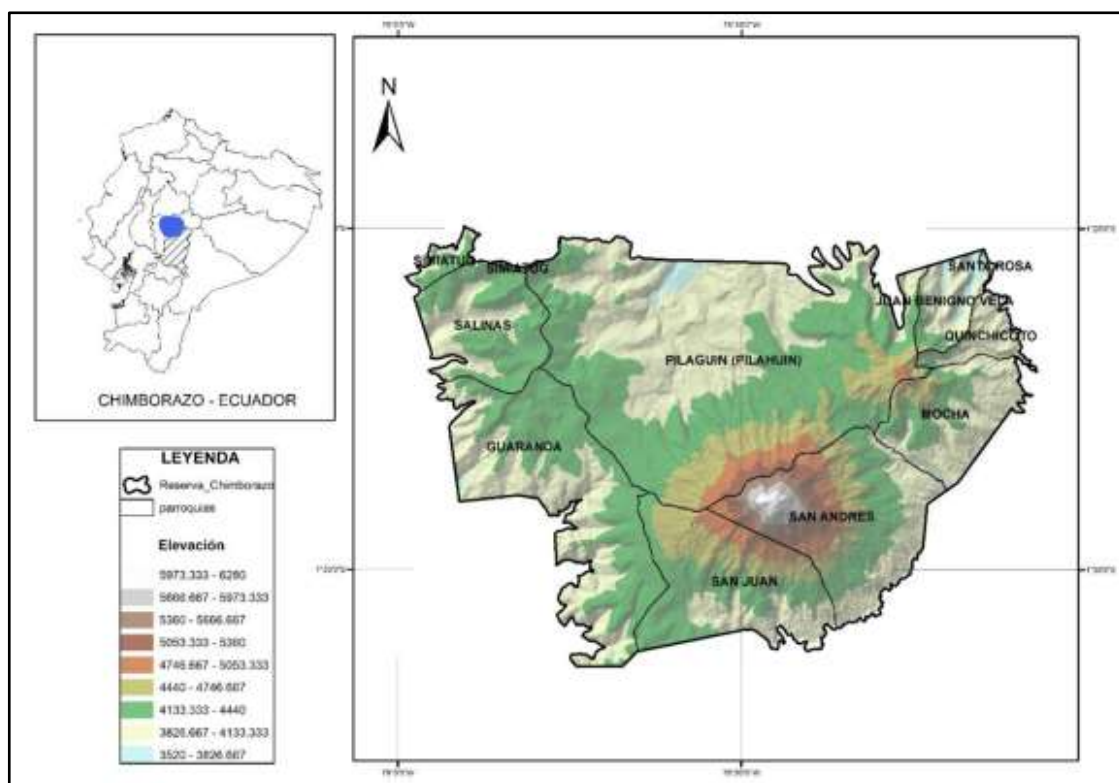 N
CHIMBORAZO - ECUADOR
LEYENDA
Reserva_Chimborazo
parroquias
Elevación
5973.333 - 6280
5666.667 - 5973.333
5360 - 5666.667
5053.333 - 5360
4746.667 - 5053.333
4440 - 4746.667
4133.333 - 4440
3826.667 - 4133.333
3520 - 3826.667
SIMIATUG
SIMIATUG
SALINAS
GUARANDA
PILAGUIN (PILAHUIN)
SANTA ROSA
JUAN BENIGNO VELA
QUINCHICOTO
MOCHA
SAN ANDRES
SAN JUAN